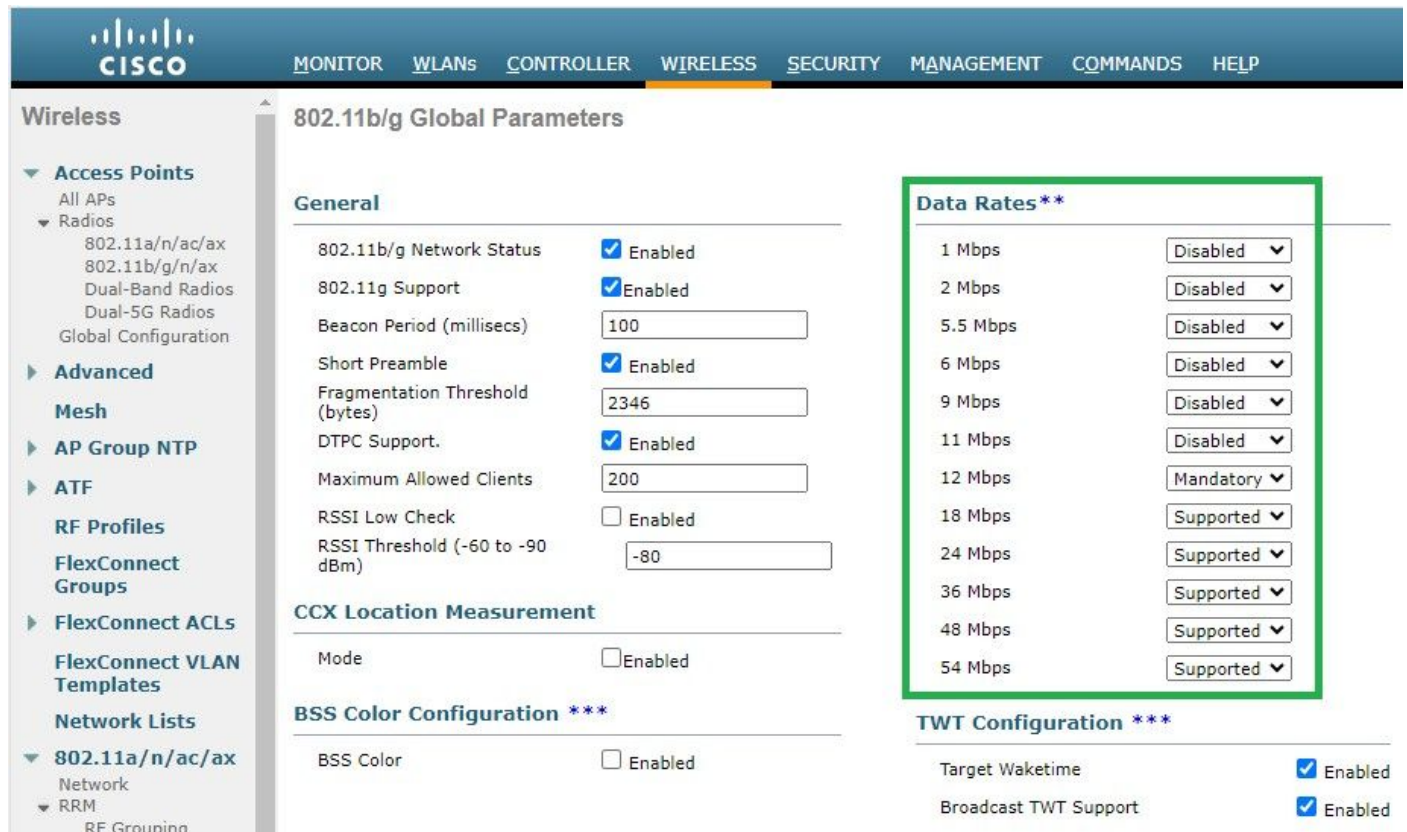 CISCO
MONITOR WLANs CONTROLLER WIRELESS SECURITY MANAGEMENT COMMANDS HELP
Wireless
Access Points
All APs
Radios
802.11a/n/ac/ax
802.11b/g/n/ax
Dual-Band Radios
Dual-5G Radios
Global Configuration
Advanced
Mesh
AP Group NTP
ATF
RF Profiles
FlexConnect
Groups
FlexConnect ACLs
FlexConnect VLAN
Templates
Network Lists
802.11a/n/ac/ax
Network
RRM
RF Grouping
802.11b/g Global Parameters
General
802.11b/g Network Status Enabled
802.11g Support Enabled
Beacon Period (millisecs) 100
Short Preamble Enabled
Fragmentation Threshold
(bytes) 2346
DTPC Support. Enabled
Maximum Allowed Clients 200
RSSI Low Check Enabled
RSSI Threshold (-60 to -90
dBm) -80
CCX Location Measurement
Mode Enabled
BSS Color Configuration ***
BSS Color Enabled
Data Rates**
1 Mbps Disabled
2 Mbps Disabled
5.5 Mbps Disabled
6 Mbps Disabled
9 Mbps Disabled
11 Mbps Disabled
12 Mbps Mandatory
18 Mbps Supported
24 Mbps Supported
36 Mbps Supported
48 Mbps Supported
54 Mbps Supported
TWT Configuration ***
Target Waketime Enabled
Broadcast TWT Support Enabled